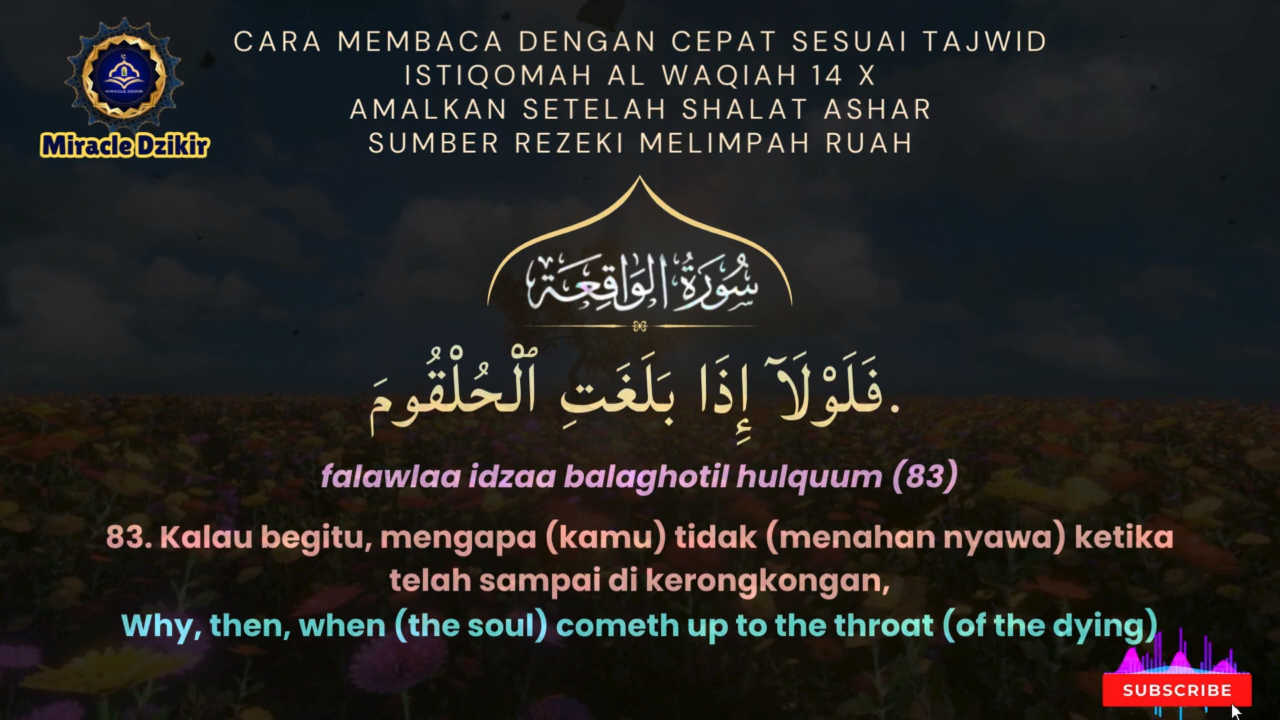 CARA MEMBACA DENGAN CEPAT SESUAI TAJWID
ISTIQOMAH AL WAQIAH 14 X
AMALKAN SETELAH SHALAT ASHAR
SUMBER REZEKI MELIMPAH RUAH
MIRACLE DZIKIR
Miracle Dzikir
سُوْرَةُ الوَاقِعَة
فَلَوْلَآ إِذَا بَلَغَتِ ٱلْحُلْقُومَ.
falawlaa idzaa balaghotil hulquum (83)
83. Kalau begitu, mengapa (kamu) tidak (menahan nyawa) ketika
telah sampai di kerongkongan,
Why, then, when (the soul) cometh up to the throat (of the dying)
SUBSCRIBE